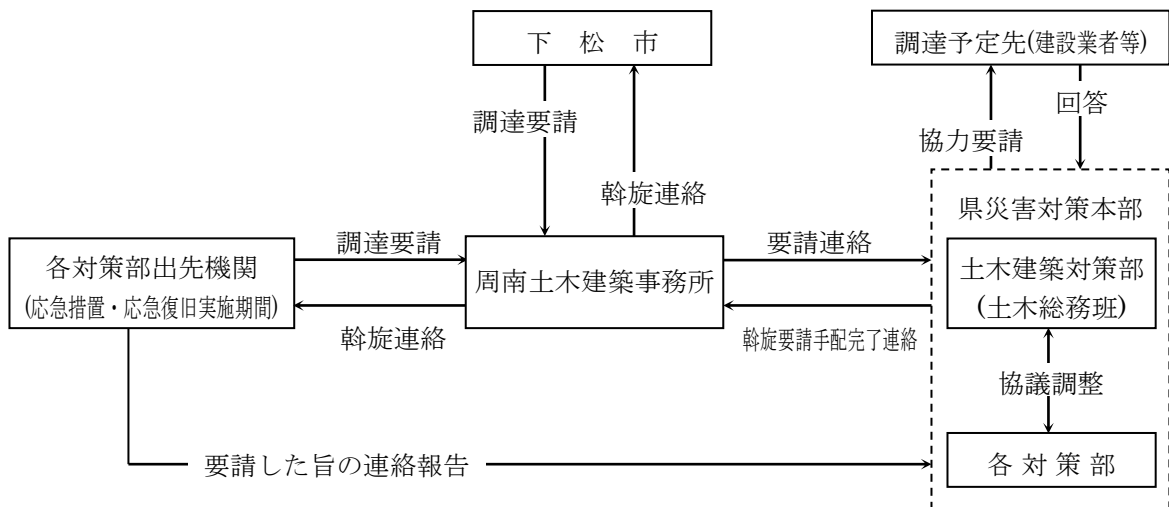 下 松 市
調達予定先(建設業者等)
調達要請
回答
協力要請
斡旋連絡
県災害対策本部
調達要請
要請連絡
各対策部出先機関
(応急措置・応急復旧実施期間)
周南土木建築事務所
土木建築対策部
(土木総務班)
斡旋連絡
斡旋要請手配完了連絡
協議調整
要請した旨の連絡報告
各 対 策 部